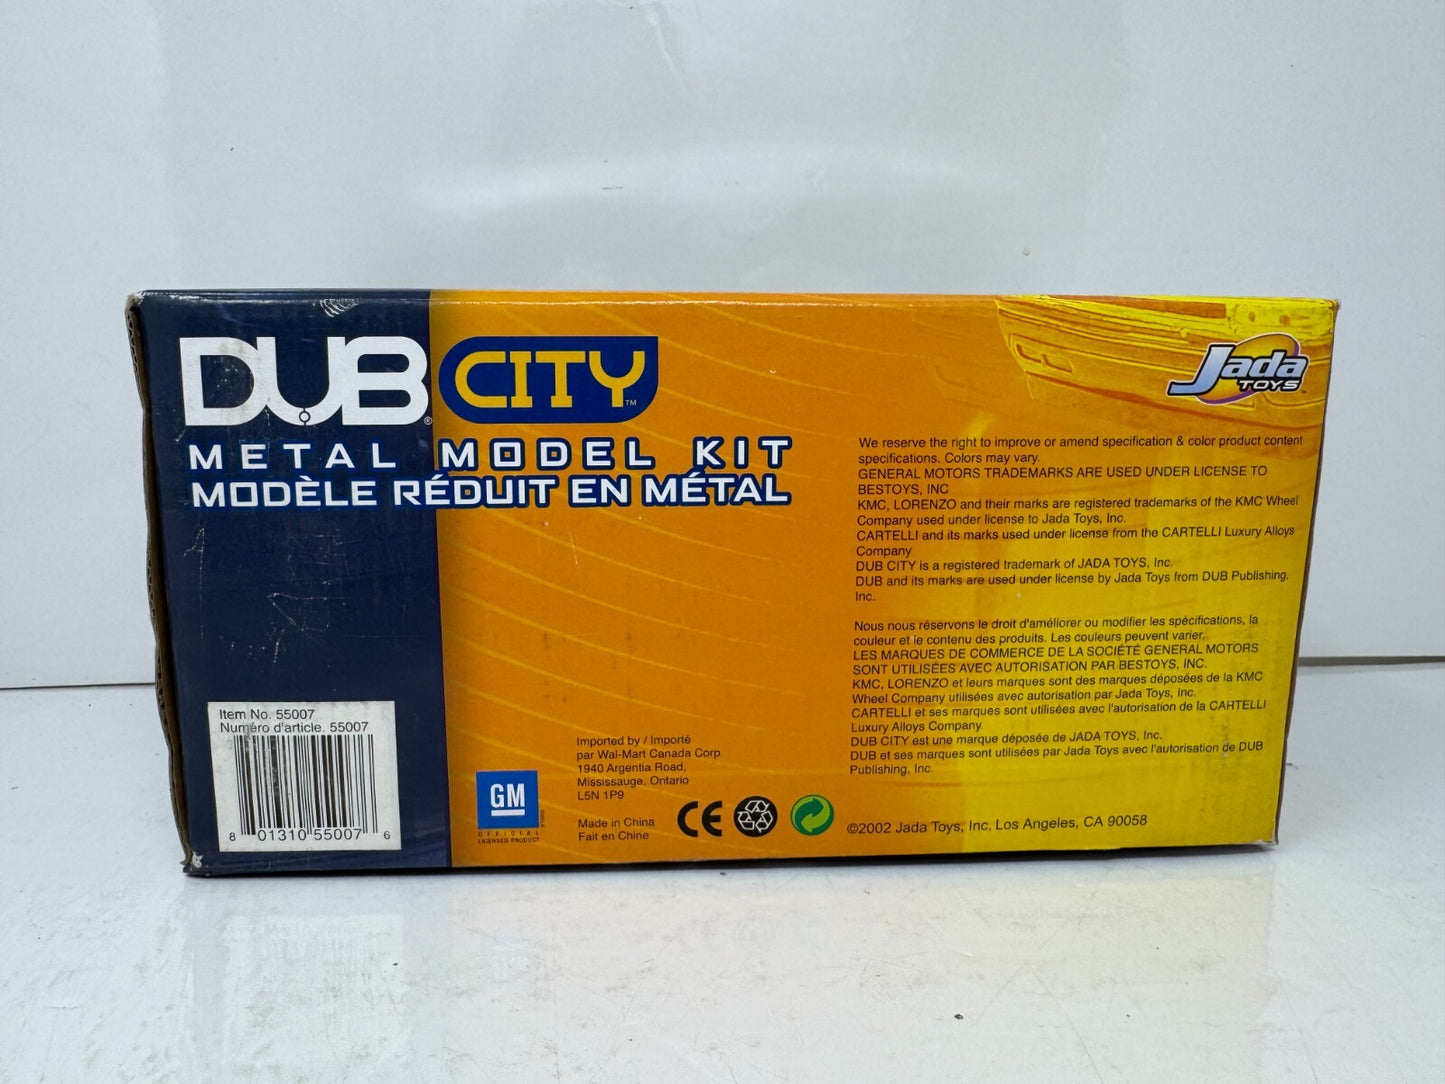 DUB® CITY™
METAL MODEL KIT
MODÈLE RÉDUIT EN MÉTAL
Jada
TOYS
We reserve the right to improve or amend specification & color product content
specifications. Colors may vary.
GENERAL MOTORS TRADEMARKS ARE USED UNDER LICENSE TO
BESTOYS, INC
KMC, LORENZO and their marks are registered trademarks of the KMC Wheel
Company used under license to Jada Toys, Inc.
CARTELLI and its marks used under license from the CARTELLI Luxury Alloys
Company
DUB CITY is a registered trademark of JADA TOYS, Inc.
DUB and its marks are used under license by Jada Toys from DUB Publishing,
Inc.
Nous nous réservons le droit d'améliorer ou modifier les spécifications, la
couleur et le contenu des produits. Les couleurs peuvent varier.
LES MARQUES DE COMMERCE DE LA SOCIÉTÉ GENERAL MOTORS
SONT UTILISÉES AVEC AUTORISATION PAR BESTOYS, INC.
KMC, LORENZO et leurs marques sont des marques déposées de la KMC
Wheel Company utilisées avec autorisation par Jada Toys, Inc.
CARTELLI et ses marques sont utilisées avec l'autorisation de la CARTELLI
Luxury Alloys Company.
DUB CITY est une marque déposée de JADA TOYS, Inc.
DUB et ses marques sont utilisées par Jada Toys avec l'autorisation de DUB
Publishing, Inc.
Item No. 55007
Numéro d'article. 55007
8 01310 55007 6
GM
OFFICIAL
LICENSED PRODUCT
Imported by / Importé
par Wal-Mart Canada Corp.
1940 Argentia Road,
Mississauge, Ontario
L5N 1P9
Made in China
Fait en Chine
CE
©2002 Jada Toys, Inc. Los Angeles, CA 90058